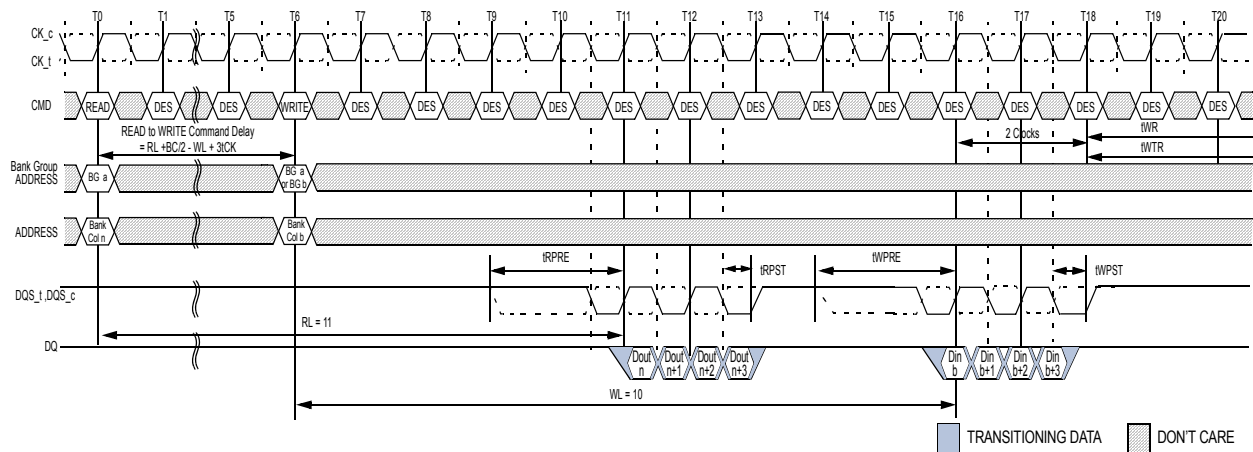 T0 T1 T5 T6 T7 T8 T9 T10 T11 T12 T13 T14 T15 T16 T17 T18 T19 T20
CK_c
CK_t
CMD READ DES DES WRITE DES DES DES DES DES DES DES DES DES DES DES DES DES DES
READ to WRITE Command Delay
= RL +BC/2 - WL + 3tCK
2 Clocks
tWR
tWTR
Bank Group
ADDRESS
BG a
BG a
or BG b
ADDRESS
Bank
Col n
Bank
Col b
tRPRE tRPST tWPRE tWPST
DQS_t ,DQS_c
RL = 11
DQ
Dout
n
Dout
n+1
Dout
n+2
Dout
n+3
Din
b
Din
b+1
Din
b+2
Din
b+3
WL = 10
TRANSITIONING DATA DON'T CARE